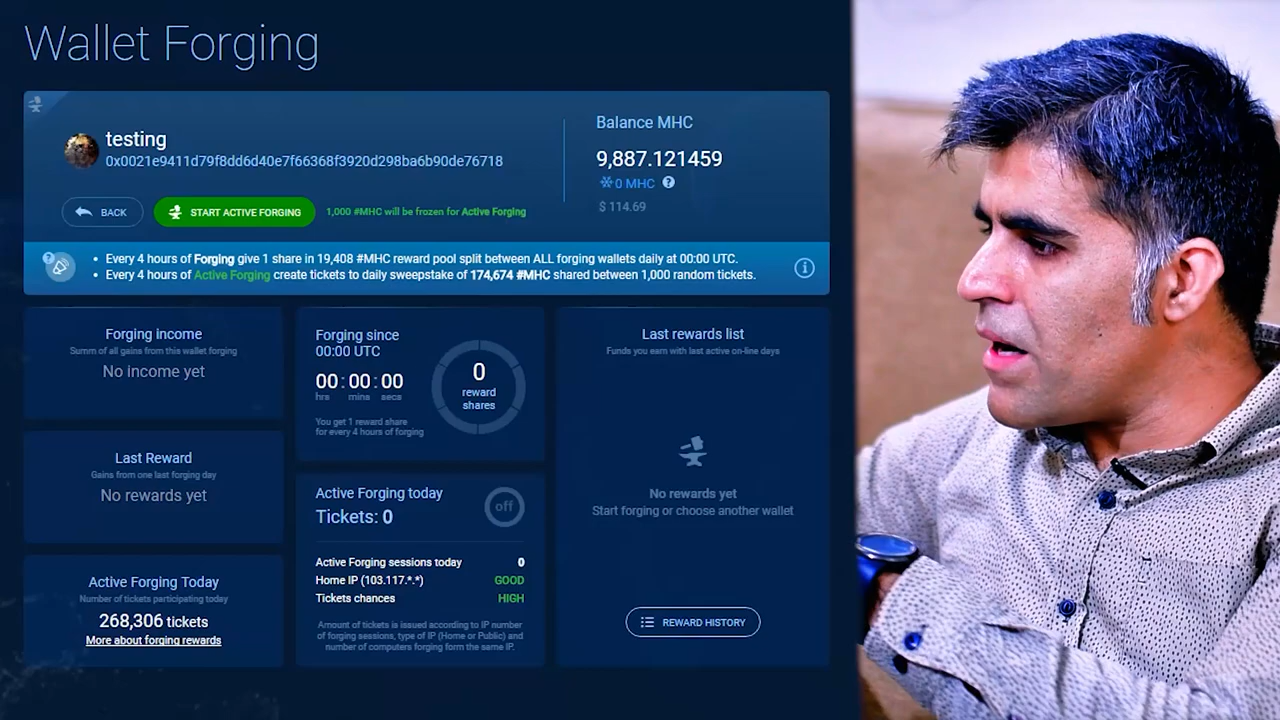 Wallet Forging
testing
0x0021e9411d79f8dd6d40e7f66368f3920d298ba6b90de76718
BACK
START ACTIVE FORGING
1,000 #MHC will be frozen for Active Forging
Balance MHC
9,887.121459
0 MHC ?
$ 114.69
?
• Every 4 hours of Forging give 1 share in 19,408 #MHC reward pool split between ALL forging wallets daily at 00:00 UTC.
• Every 4 hours of Active Forging create tickets to daily sweepstake of 174,674 #MHC shared between 1,000 random tickets.
i
Forging income
Summ of all gains from this wallet forging
No income yet
Last Reward
Gains from one last forging day
No rewards yet
Active Forging Today
Number of tickets participating today
268,306 tickets
More about forging rewards
Forging since
00:00 UTC
00 : 00 : 00
hrs mins secs
You get 1 reward share
for every 4 hours of forging
0
reward
shares
Active Forging today
Tickets: 0
off
Active Forging sessions today 0
Home IP (103.117.*.*) GOOD
Tickets chances HIGH
Amount of tickets is issued according to IP number
of forging sessions, type of IP (Home or Public) and
number of computers forging form the same IP.
Last rewards list
Funds you earn with last active on-line days
No rewards yet
Start forging or choose another wallet
REWARD HISTORY